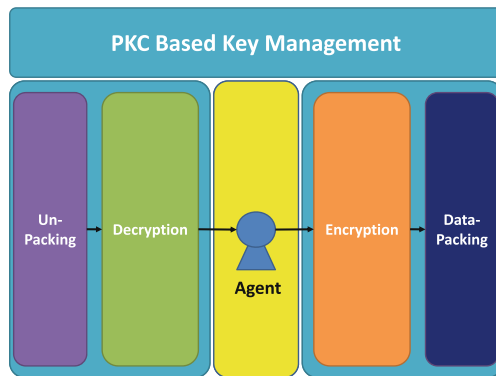 PKC Based Key Management
Un-
Packing
Decryption
Agent
Encryption
Data-
Packing